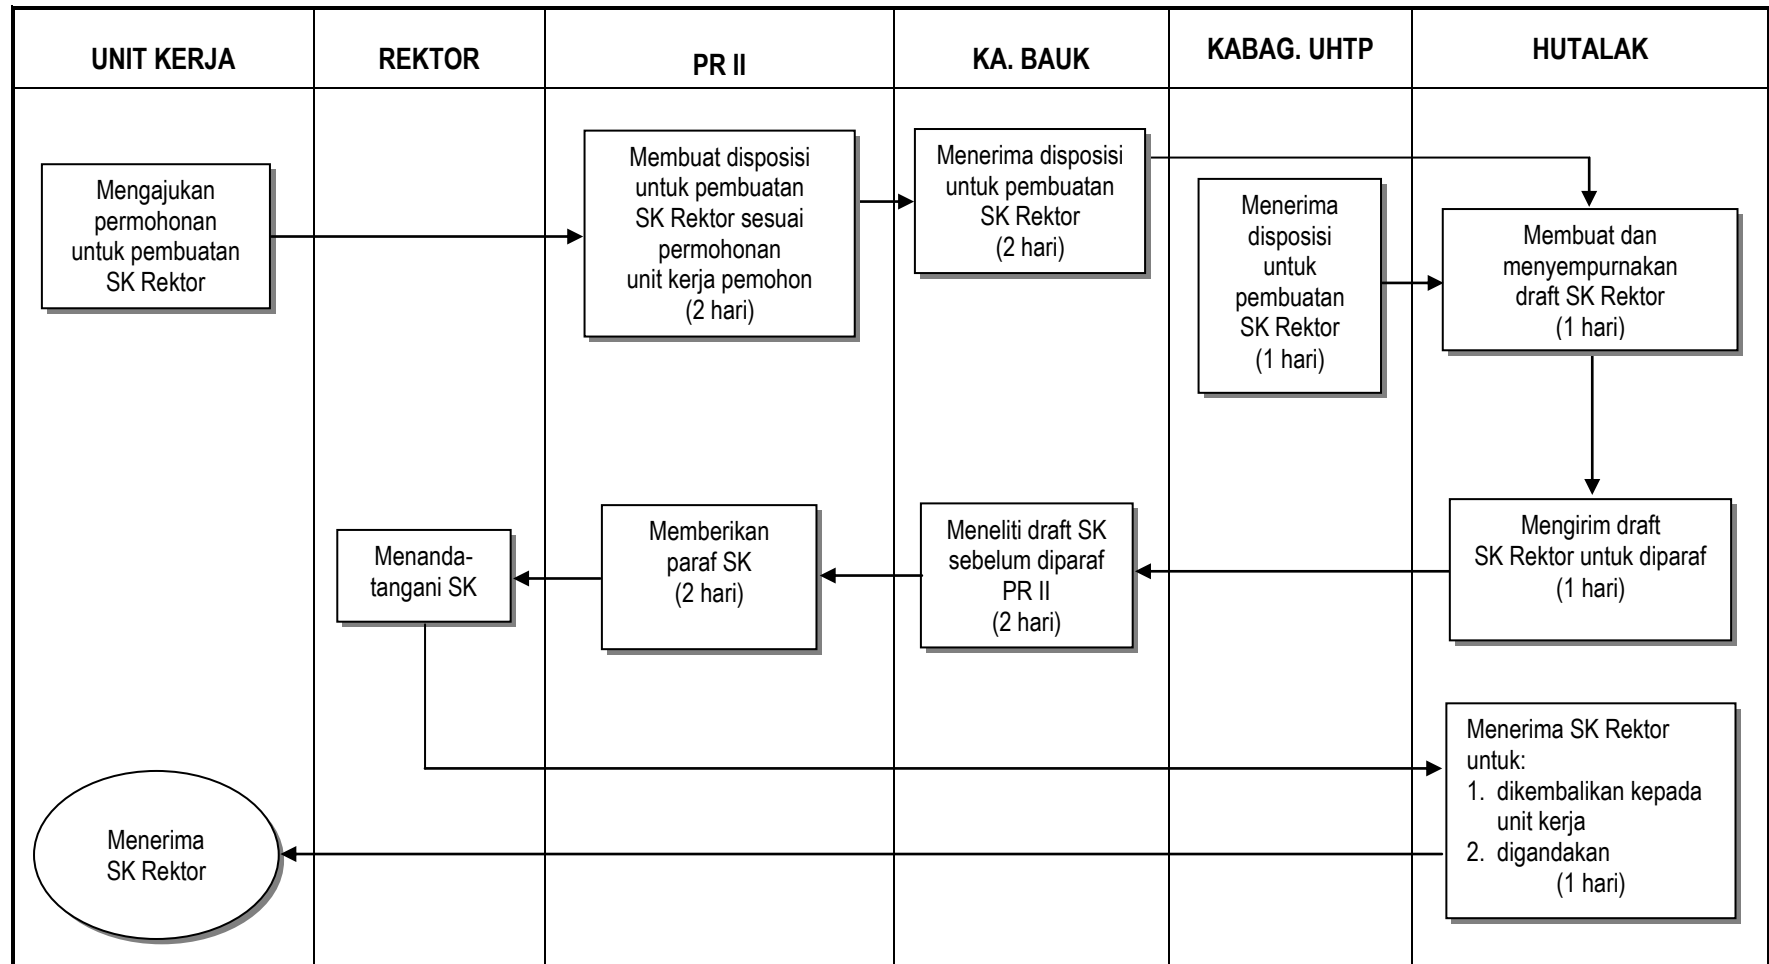 UNIT KERJA
REKTOR
PR II
KA. BAUK
KABAG. UHTP
HUTALAK
Mengajukan
permohonan
untuk pembuatan
SK Rektor
Membuat disposisi
untuk pembuatan
SK Rektor sesuai
permohonan
unit kerja pemohon
(2 hari)
Menerima disposisi
untuk pembuatan
SK Rektor
(2 hari)
Menerima
disposisi
untuk
pembuatan
SK Rektor
(1 hari)
Membuat dan
menyempurnakan
draft SK Rektor
(1 hari)
Menanda-
tangani SK
Memberikan
paraf SK
(2 hari)
Meneliti draft SK
sebelum diparaf
PR II
(2 hari)
Mengirim draft
SK Rektor untuk diparaf
(1 hari)
Menerima SK Rektor
untuk:
1. dikembalikan kepada
unit kerja
2. digandakan
(1 hari)
Menerima
SK Rektor